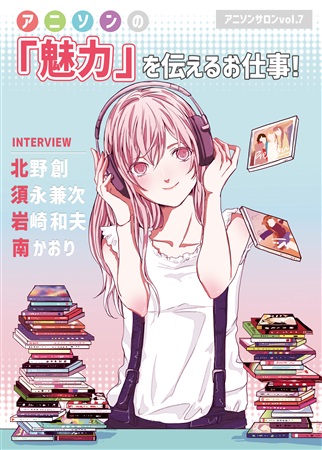 アニソンの
アニソンサロンvol.7
「魅力」を伝えるお仕事!
INTERVIEW
北野創
須永兼次
岩崎和夫
南かおり